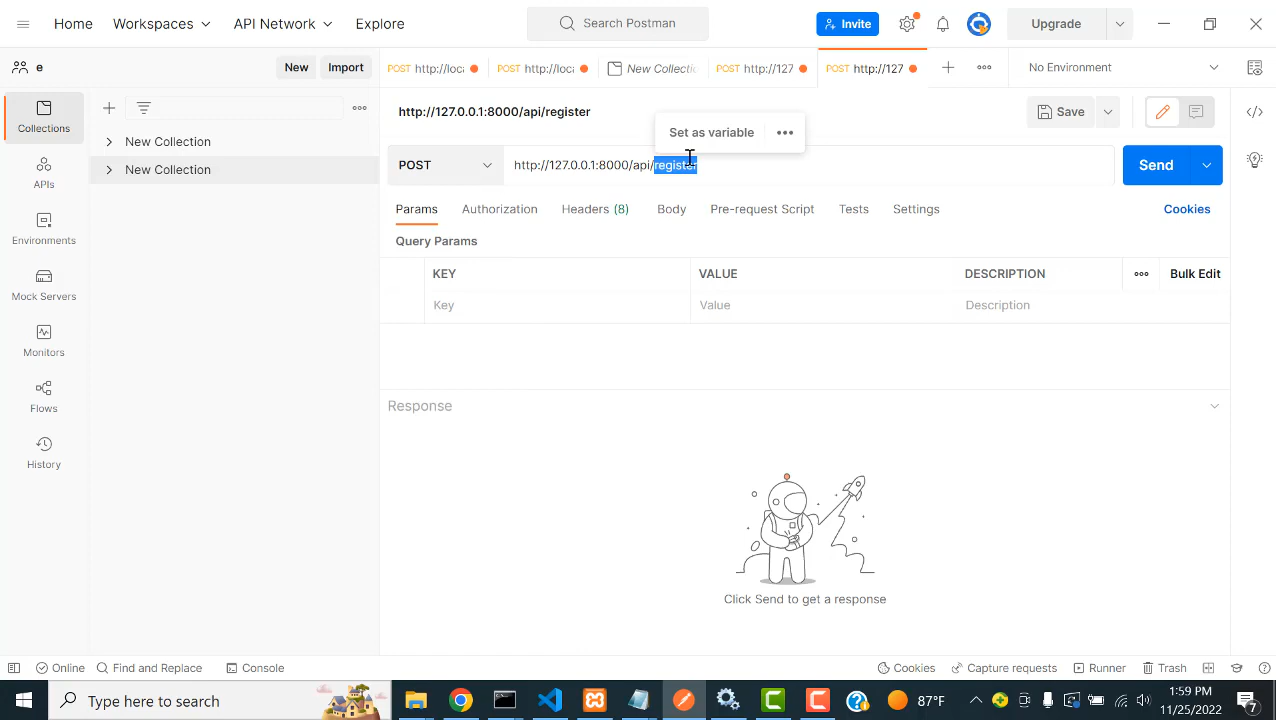 Home Workspaces API Network Explore Search Postman Invite Upgrade
e New Import POST http://loc POST http://loc New Collecti POST http://127 POST http://127 No Environment
Collections
APIs
Environments
Mock Servers
Monitors
Flows
History
New Collection
New Collection
http://127.0.0.1:8000/api/register Save
Set as variable
POST http://127.0.0.1:8000/api/register Send
Params Authorization Headers (8) Body Pre-request Script Tests Settings Cookies
Query Params
KEY VALUE DESCRIPTION Bulk Edit
Key Value Description
Response
Click Send to get a response
Online Find and Replace Console Cookies Capture requests Runner Trash
Type here to search 87°F 1:59 PM
11/25/2022 7